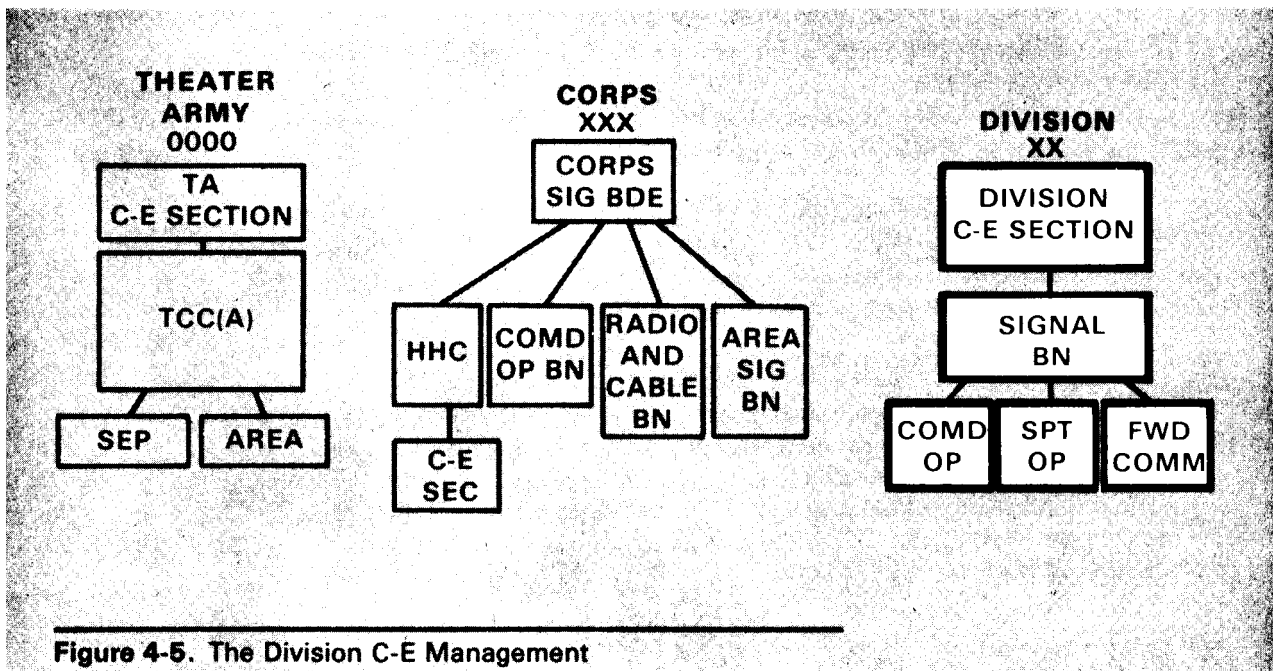 THEATER
ARMY
0000
TA
C-E SECTION
TCC(A)
SEP
AREA
CORPS
XXX
CORPS
SIG BDE
HHC
COMD
OP BN
RADIO
AND
CABLE
BN
AREA
SIG
BN
C-E
SEC
DIVISION
XX
DIVISION
C-E SECTION
SIGNAL
BN
COMD
OP
SPT
OP
FWD
COMM
Figure 4-5. The Division C-E Management